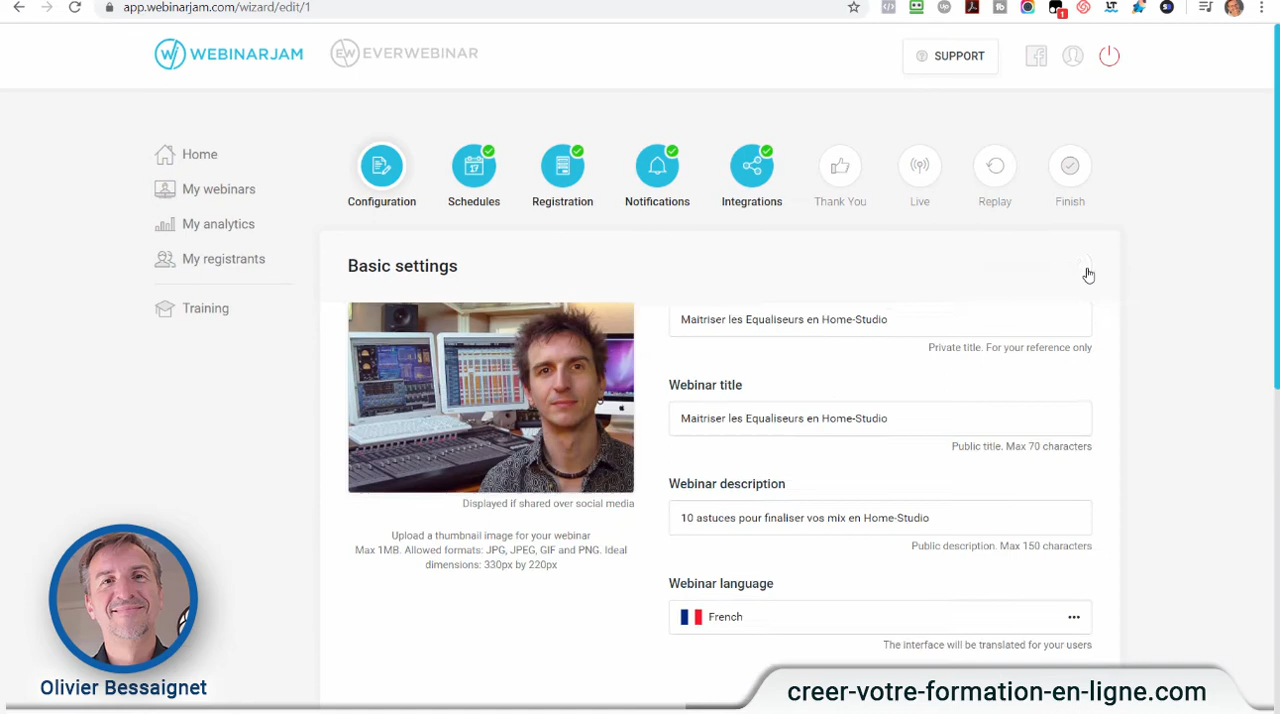 app.webinarjam.com/wizard/edit/1
1
WEBINARJAM
EW EVERWEBINAR
SUPPORT
Home
My webinars
My analytics
My registrants
Training
Configuration
Schedules
Registration
Notifications
Integrations
Thank You
Live
Replay
Finish
Basic settings
Maitriser les Equaliseurs en Home-Studio
Private title. For your reference only
Webinar title
Maitriser les Equaliseurs en Home-Studio
Public title. Max 70 characters
Webinar description
10 astuces pour finaliser vos mix en Home-Studio
Public description. Max 150 characters
Webinar language
French
The interface will be translated for your users
Displayed if shared over social media
Upload a thumbnail image for your webinar
Max 1MB. Allowed formats: JPG, JPEG, GIF and PNG. Ideal
dimensions: 330px by 220px
Olivier Bessaignet
creer-votre-formation-en-ligne.com